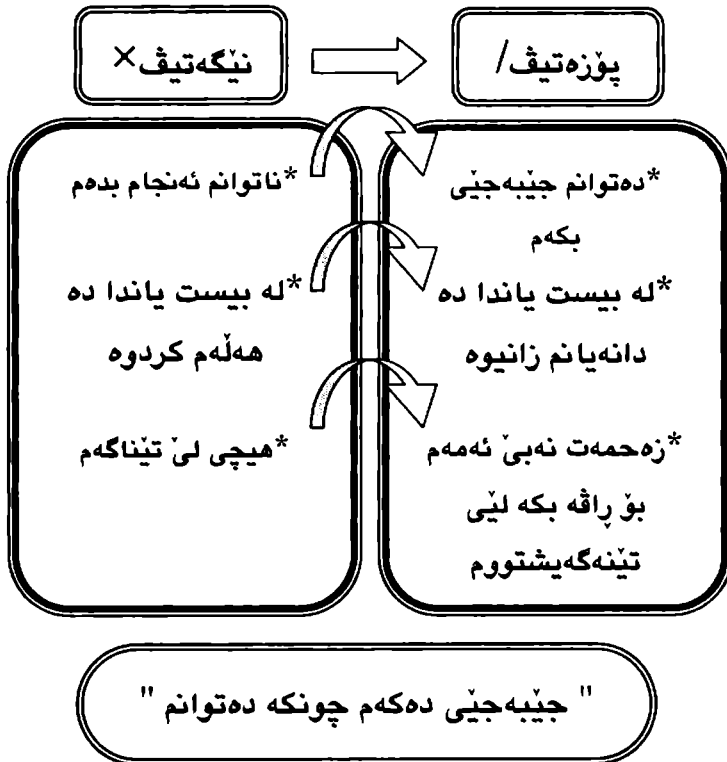 نێگەتیڤ×
پۆزەتیڤ/
*ناتوانم ئەنجام بدەم
*لە بیست یاندا دە
هەڵەم کردوە
*هیچی لێ تێناگەم
*دەتوانم جێبەجێی
بکەم
*لە بیست یاندا دە
دانەیانم زانیوە
*زەحمەت نەبێ ئەمەم
بۆ ڕاڤە بکە لێی
تێنەگەیشتووم
" جێبەجێی دەکەم چونکە دەتوانم "